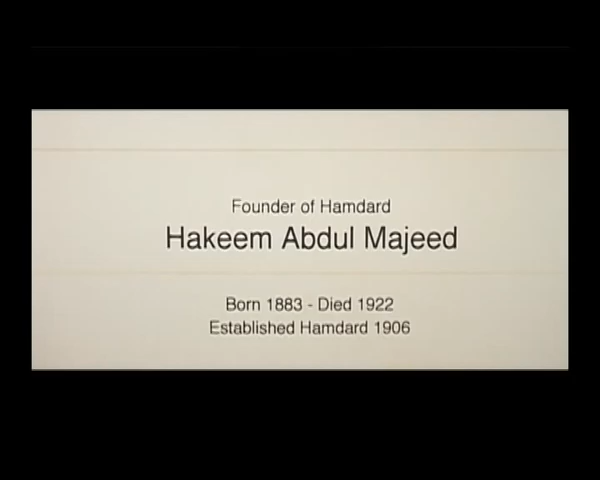 Founder of Hamdard
Hakeem Abdul Majeed
Born 1883 - Died 1922
Established Hamdard 1906